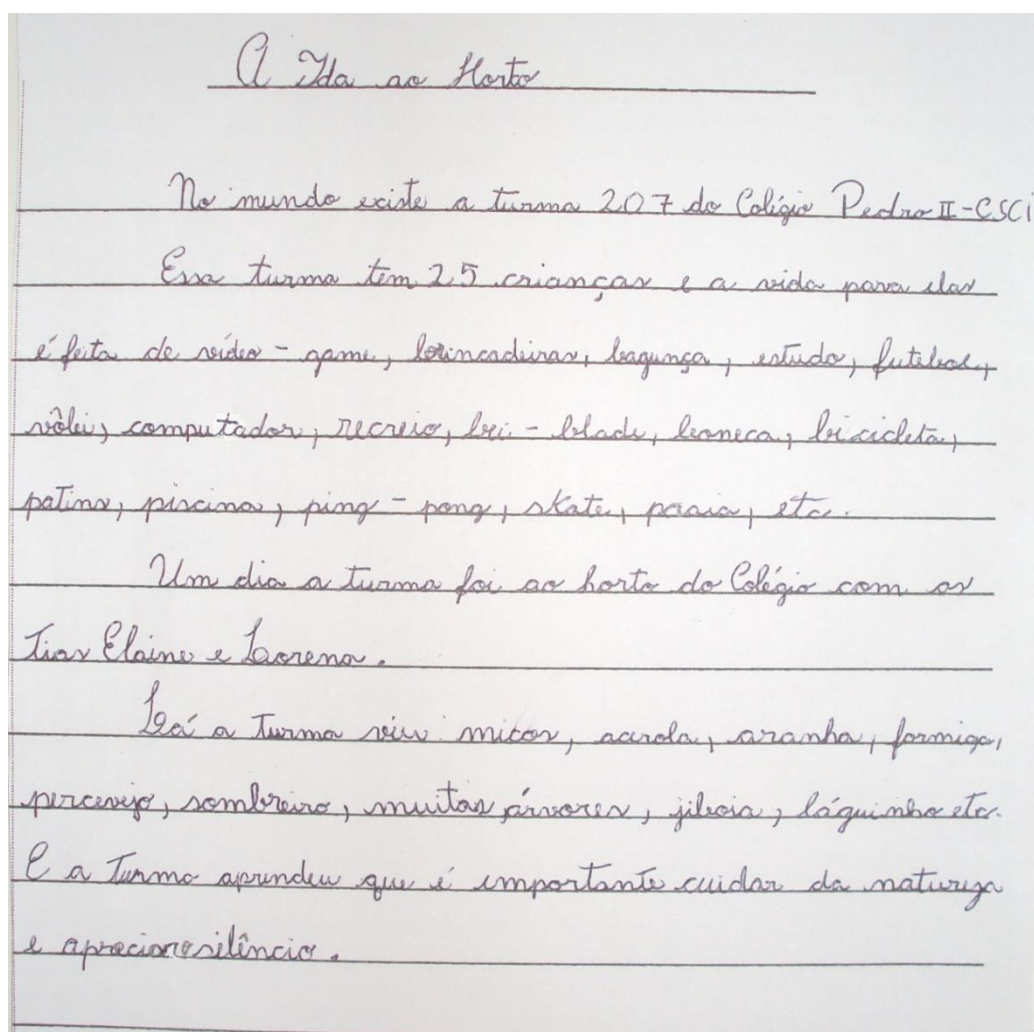 A Ida ao Horto
No mundo existe a turma 207 do Colégio Pedro II-CSCi
Essa turma tem 25 crianças e a vida para elas
é feita de vídeo-game, brincadeiras, bagunça, estudo, futebol,
vôlei, computador, recreio, bei-blade, boneca, bicicleta,
patins, piscina, ping-pong, skate, praia, etc.
Um dia a turma foi ao horto do Colégio com as
Tias Elaine e Lorena.
Lá a turma viu: micos, acerola, aranha, formiga,
percevejo, sombreiro, muitas árvores, jiboia, laguinho etc.
E a turma aprendeu que é importante cuidar da natureza
e apreciar o silêncio.